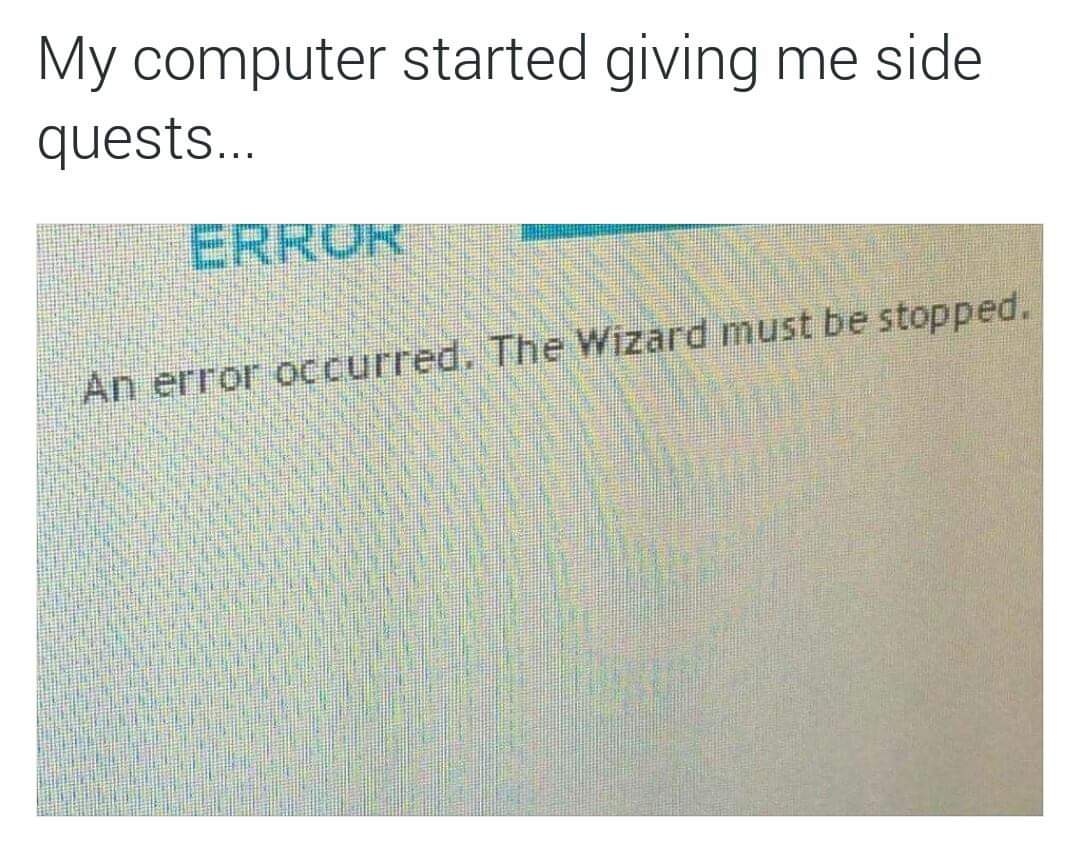 My computer started giving me side
quests...
ERROR
An error occurred. The Wizard must be stopped.